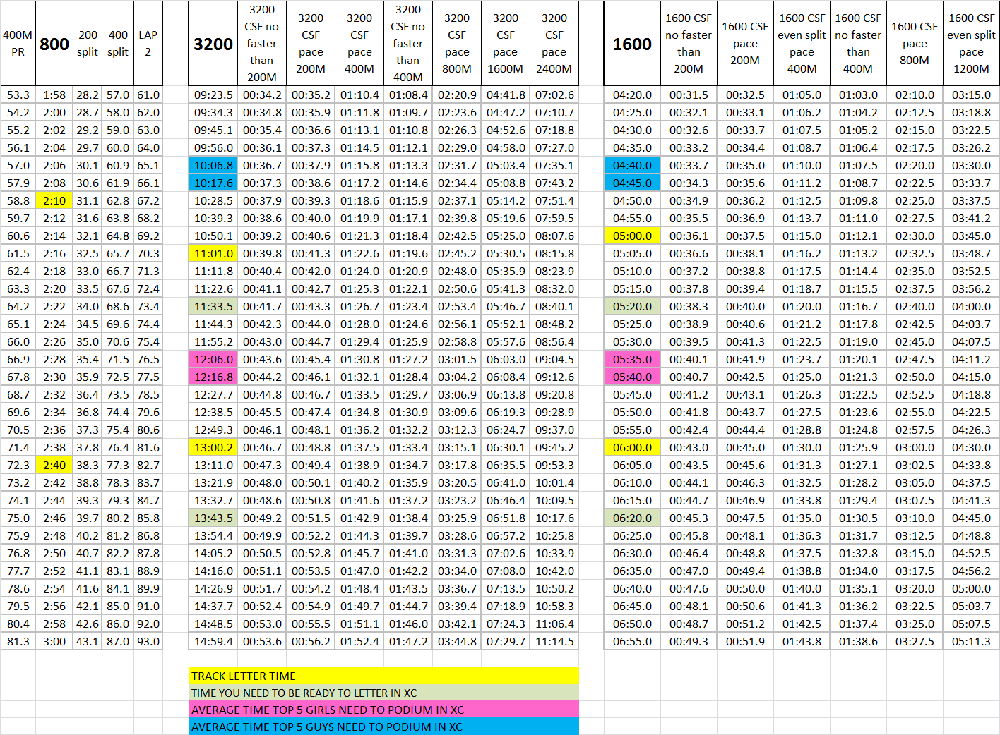 400M PR 800 200 split 400 split LAP 2 3200 3200 CSF no faster than 200M 3200 CSF pace 200M 3200 CSF pace 400M 3200 CSF no faster than 400M 3200 CSF pace 800M 3200 CSF pace 1600M 3200 CSF pace 2400M 1600 1600 CSF no faster than 200M 1600 CSF pace 200M 1600 CSF even split pace 400M 1600 CSF no faster than 400M 1600 CSF pace 800M 1600 CSF even split pace 1200M
53.3 1:58 28.2 57.0 61.0 09:23.5 00:34.2 00:35.2 01:10.4 01:08.4 02:20.9 04:41.8 07:02.6 04:20.0 00:31.5 00:32.5 01:05.0 01:03.0 02:10.0 03:15.0
54.2 2:00 28.7 58.0 62.0 09:34.3 00:34.8 00:35.9 01:11.8 01:09.7 02:23.6 04:47.2 07:10.7 04:25.0 00:32.1 00:33.1 01:06.2 01:04.2 02:12.5 03:18.8
55.2 2:02 29.2 59.0 63.0 09:45.1 00:35.4 00:36.6 01:13.1 01:10.8 02:26.3 04:52.6 07:18.8 04:30.0 00:32.6 00:33.7 01:07.5 01:05.2 02:15.0 03:22.5
56.1 2:04 29.7 60.0 64.0 09:56.0 00:36.1 00:37.3 01:14.5 01:12.1 02:29.0 04:58.0 07:27.0 04:35.0 00:33.2 00:34.4 01:08.7 01:06.4 02:17.5 03:26.2
57.0 2:06 30.1 60.9 65.1 10:06.8 00:36.7 00:37.9 01:15.8 01:13.3 02:31.7 05:03.4 07:35.1 04:40.0 00:33.7 00:35.0 01:10.0 01:07.5 02:20.0 03:30.0
57.9 2:08 30.6 61.9 66.1 10:17.6 00:37.3 00:38.6 01:17.2 01:14.6 02:34.4 05:08.8 07:43.2 04:45.0 00:34.3 00:35.6 01:11.2 01:08.7 02:22.5 03:33.7
58.8 2:10 31.1 62.8 67.2 10:28.5 00:37.9 00:39.3 01:18.6 01:15.9 02:37.1 05:14.2 07:51.4 04:50.0 00:34.9 00:36.2 01:12.5 01:09.8 02:25.0 03:37.5
59.7 2:12 31.6 63.8 68.2 10:39.3 00:38.6 00:40.0 01:19.9 01:17.1 02:39.8 05:19.6 07:59.5 04:55.0 00:35.5 00:36.9 01:13.7 01:11.0 02:27.5 03:41.2
60.6 2:14 32.1 64.8 69.2 10:50.1 00:39.2 00:40.6 01:21.3 01:18.4 02:42.5 05:25.0 08:07.6 05:00.0 00:36.1 00:37.5 01:15.0 01:12.1 02:30.0 03:45.0
61.5 2:16 32.5 65.7 70.3 11:01.0 00:39.8 00:41.3 01:22.6 01:19.6 02:45.2 05:30.5 08:15.8 05:05.0 00:36.6 00:38.1 01:16.2 01:13.2 02:32.5 03:48.7
62.4 2:18 33.0 66.7 71.3 11:11.8 00:40.4 00:42.0 01:24.0 01:20.9 02:48.0 05:35.9 08:23.9 05:10.0 00:37.2 00:38.8 01:17.5 01:14.4 02:35.0 03:52.5
63.3 2:20 33.5 67.6 72.4 11:22.6 00:41.1 00:42.7 01:25.3 01:22.1 02:50.6 05:41.3 08:32.0 05:15.0 00:37.8 00:39.4 01:18.7 01:15.5 02:37.5 03:56.2
64.2 2:22 34.0 68.6 73.4 11:33.5 00:41.7 00:43.3 01:26.7 01:23.4 02:53.4 05:46.7 08:40.1 05:20.0 00:38.3 00:40.0 01:20.0 01:16.7 02:40.0 04:00.0
65.1 2:24 34.5 69.6 74.4 11:44.3 00:42.3 00:44.0 01:28.0 01:24.6 02:56.1 05:52.1 08:48.2 05:25.0 00:38.9 00:40.6 01:21.2 01:17.8 02:42.5 04:03.7
66.0 2:26 35.0 70.6 75.4 11:55.2 00:43.0 00:44.7 01:29.4 01:25.9 02:58.8 05:57.6 08:56.4 05:30.0 00:39.5 00:41.3 01:22.5 01:19.0 02:45.0 04:07.5
66.9 2:28 35.4 71.5 76.5 12:06.0 00:43.6 00:45.4 01:30.8 01:27.2 03:01.5 06:03.0 09:04.5 05:35.0 00:40.1 00:41.9 01:23.7 01:20.1 02:47.5 04:11.2
67.8 2:30 35.9 72.5 77.5 12:16.8 00:44.2 00:46.1 01:32.1 01:28.4 03:04.2 06:08.4 09:12.6 05:40.0 00:40.7 00:42.5 01:25.0 01:21.3 02:50.0 04:15.0
68.7 2:32 36.4 73.5 78.5 12:27.7 00:44.8 00:46.7 01:33.5 01:29.7 03:06.9 06:13.8 09:20.8 05:45.0 00:41.2 00:43.1 01:26.3 01:22.5 02:52.5 04:18.8
69.6 2:34 36.8 74.4 79.6 12:38.5 00:45.5 00:47.4 01:34.8 01:30.9 03:09.6 06:19.3 09:28.9 05:50.0 00:41.8 00:43.7 01:27.5 01:23.6 02:55.0 04:22.5
70.5 2:36 37.3 75.4 80.6 12:49.3 00:46.1 00:48.1 01:36.2 01:32.2 03:12.3 06:24.7 09:37.0 05:55.0 00:42.4 00:44.4 01:28.8 01:24.8 02:57.5 04:26.3
71.4 2:38 37.8 76.4 81.6 13:00.2 00:46.7 00:48.8 01:37.5 01:33.4 03:15.1 06:30.1 09:45.2 06:00.0 00:43.0 00:45.0 01:30.0 01:25.9 03:00.0 04:30.0
72.3 2:40 38.3 77.3 82.7 13:11.0 00:47.3 00:49.4 01:38.9 01:34.7 03:17.8 06:35.5 09:53.3 06:05.0 00:43.5 00:45.6 01:31.3 01:27.1 03:02.5 04:33.8
73.2 2:42 38.8 78.3 83.7 13:21.9 00:48.0 00:50.1 01:40.2 01:35.9 03:20.5 06:41.0 10:01.4 06:10.0 00:44.1 00:46.3 01:32.5 01:28.2 03:05.0 04:37.5
74.1 2:44 39.3 79.3 84.7 13:32.7 00:48.6 00:50.8 01:41.6 01:37.2 03:23.2 06:46.4 10:09.5 06:15.0 00:44.7 00:46.9 01:33.8 01:29.4 03:07.5 04:41.3
75.0 2:46 39.7 80.2 85.8 13:43.5 00:49.2 00:51.5 01:42.9 01:38.4 03:25.9 06:51.8 10:17.6 06:20.0 00:45.3 00:47.5 01:35.0 01:30.5 03:10.0 04:45.0
75.9 2:48 40.2 81.2 86.8 13:54.4 00:49.9 00:52.2 01:44.3 01:39.7 03:28.6 06:57.2 10:25.8 06:25.0 00:45.8 00:48.1 01:36.3 01:31.7 03:12.5 04:48.8
76.8 2:50 40.7 82.2 87.8 14:05.2 00:50.5 00:52.8 01:45.7 01:41.0 03:31.3 07:02.6 10:33.9 06:30.0 00:46.4 00:48.8 01:37.5 01:32.8 03:15.0 04:52.5
77.7 2:52 41.1 83.1 88.9 14:16.0 00:51.1 00:53.5 01:47.0 01:42.2 03:34.0 07:08.0 10:42.0 06:35.0 00:47.0 00:49.4 01:38.8 01:34.0 03:17.5 04:56.2
78.6 2:54 41.6 84.1 89.9 14:26.9 00:51.7 00:54.2 01:48.4 01:43.5 03:36.7 07:13.5 10:50.2 06:40.0 00:47.6 00:50.0 01:40.0 01:35.1 03:20.0 05:00.0
79.5 2:56 42.1 85.0 91.0 14:37.7 00:52.4 00:54.9 01:49.7 01:44.7 03:39.4 07:18.9 10:58.3 06:45.0 00:48.1 00:50.6 01:41.3 01:36.2 03:22.5 05:03.7
80.4 2:58 42.6 86.0 92.0 14:48.5 00:53.0 00:55.5 01:51.1 01:46.0 03:42.1 07:24.3 11:06.4 06:50.0 00:48.7 00:51.2 01:42.5 01:37.4 03:25.0 05:07.5
81.3 3:00 43.1 87.0 93.0 14:59.4 00:53.6 00:56.2 01:52.4 01:47.2 03:44.8 07:29.7 11:14.5 06:55.0 00:49.3 00:51.9 01:43.8 01:38.6 03:27.5 05:11.3
TRACK LETTER TIME
TIME YOU NEED TO BE READY TO LETTER IN XC
AVERAGE TIME TOP 5 GIRLS NEED TO PODIUM IN XC
AVERAGE TIME TOP 5 GUYS NEED TO PODIUM IN XC